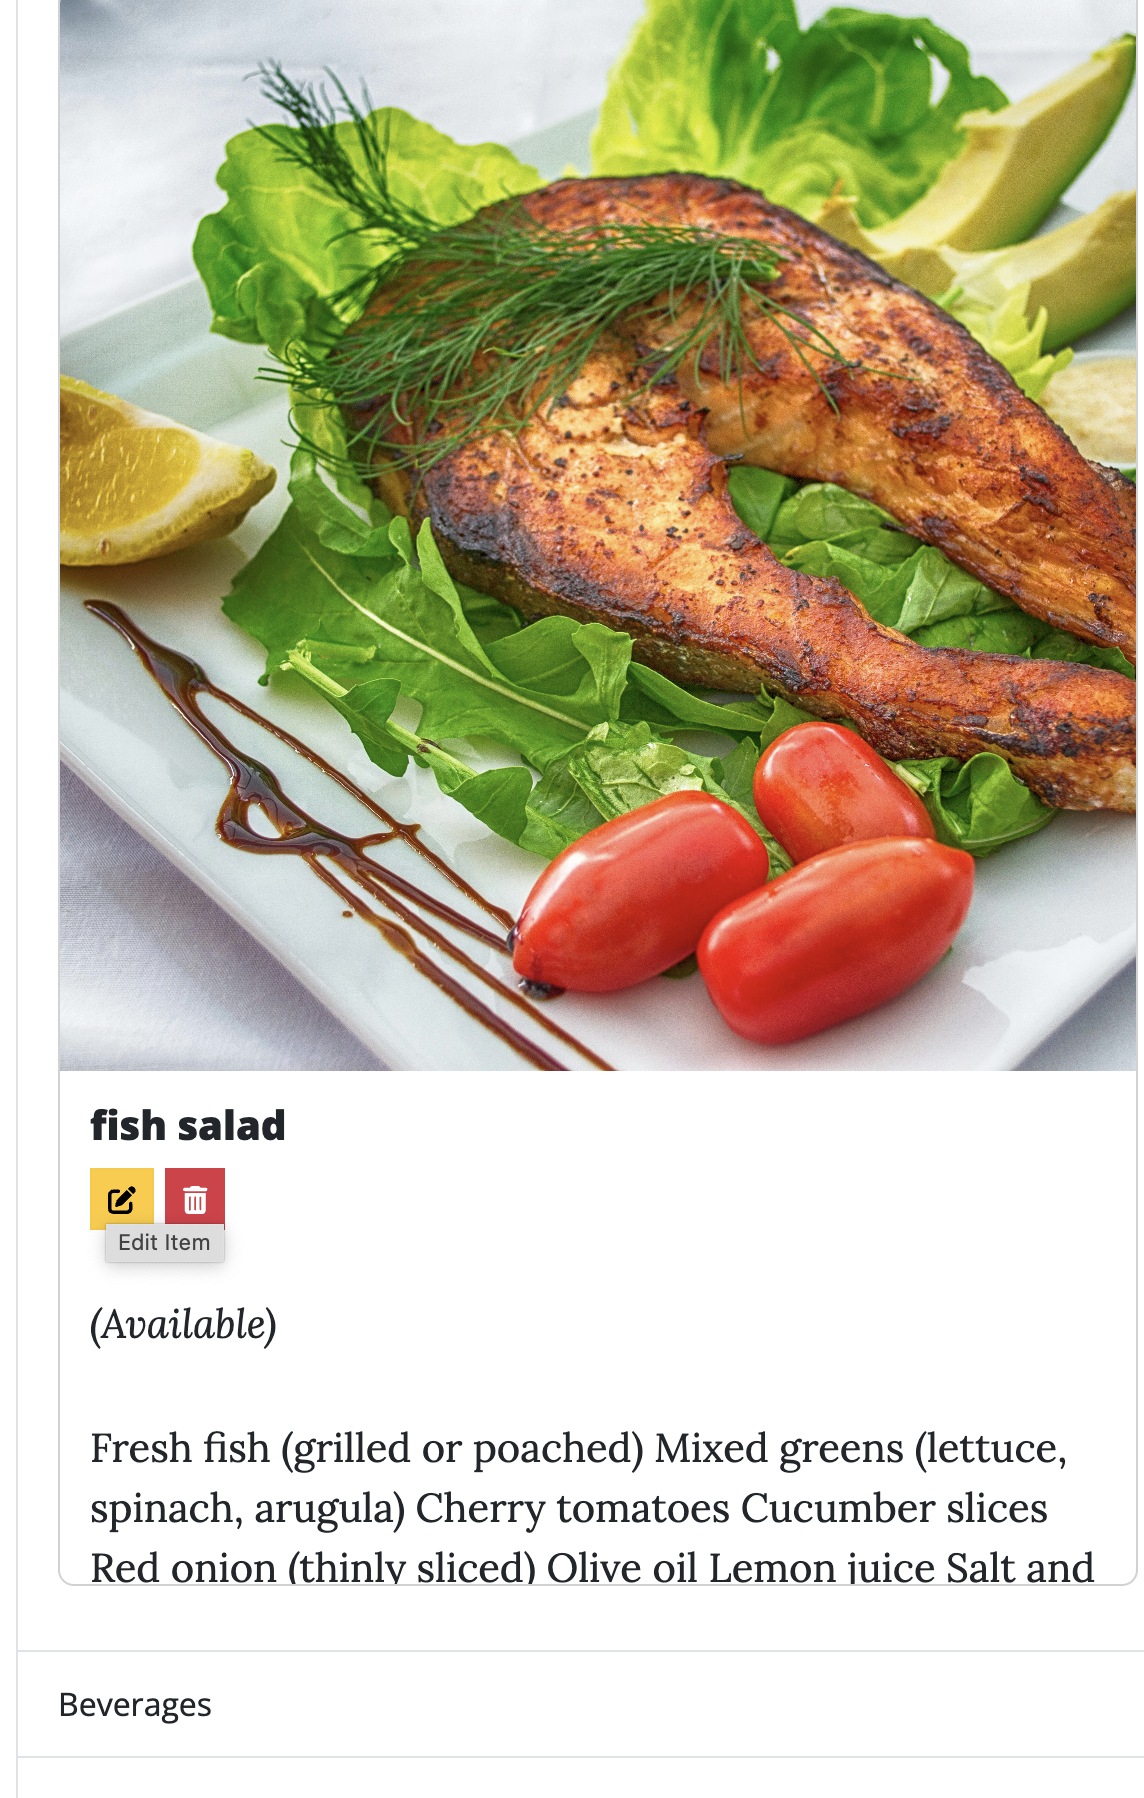 fish salad
Edit Item
(Available)
Fresh fish (grilled or poached) Mixed greens (lettuce,
spinach, arugula) Cherry tomatoes Cucumber slices
Red onion (thinly sliced) Olive oil Lemon juice Salt and
Beverages